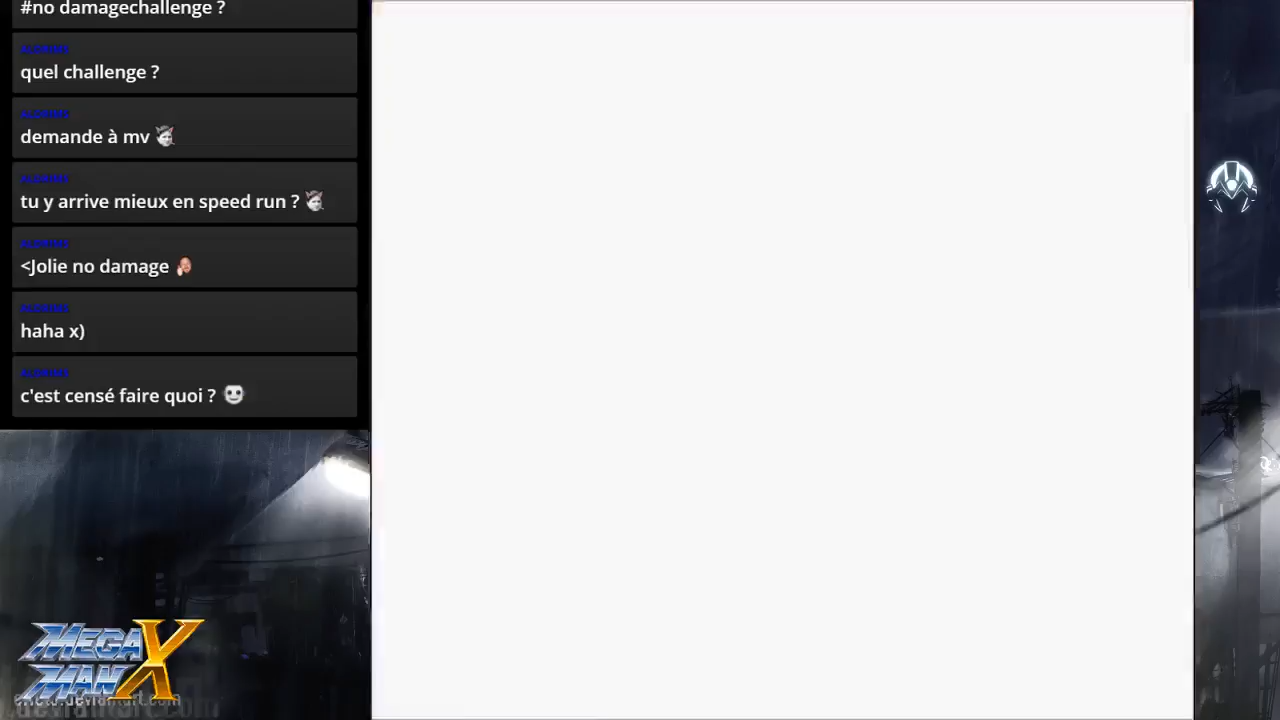 #no damagechallenge ?
quel challenge ?
demande à mv
tu y arrive mieux en speed run ?
<Jolie no damage
haha x)
c'est censé faire quoi ?
MEGA
MAN X